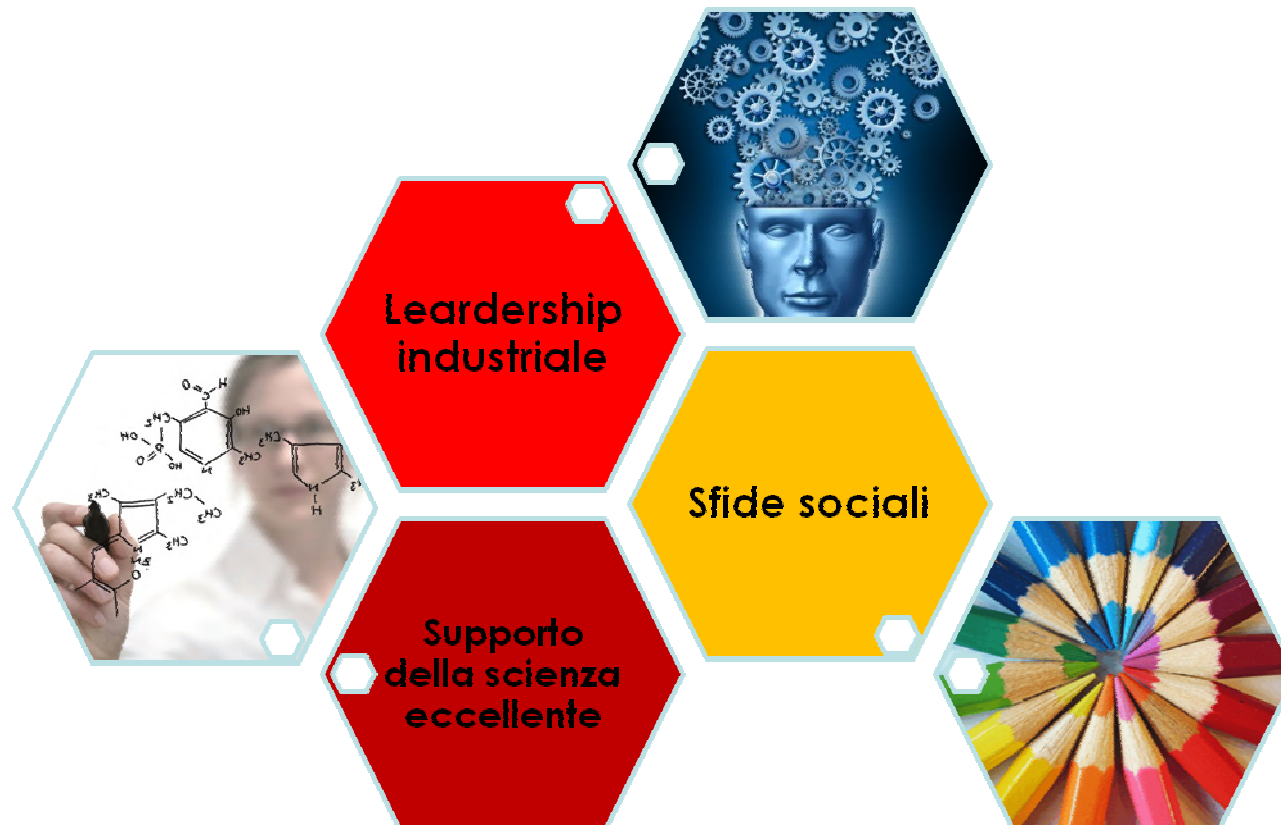 Leardership
industriale
Sfide sociali
Supporto
della scienza
eccellente